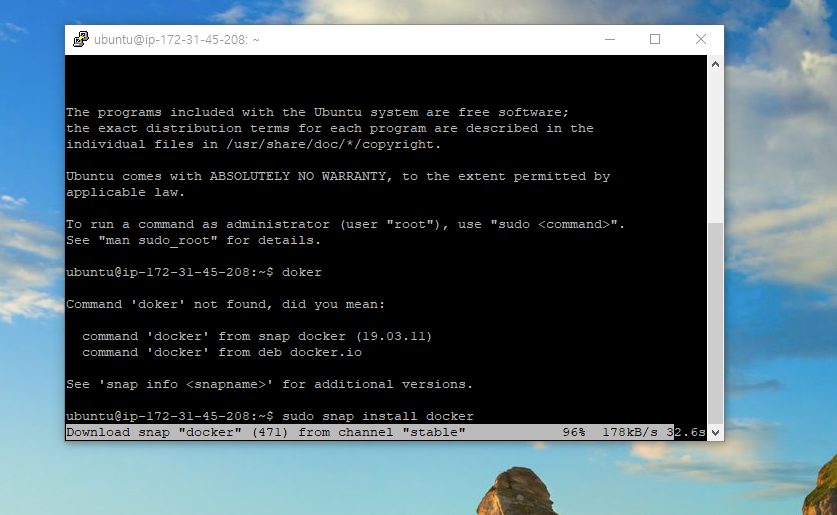 ubuntu@ip-172-31-45-208: ~
The programs included with the Ubuntu system are free software;
the exact distribution terms for each program are described in the
individual files in /usr/share/doc/*/copyright.
Ubuntu comes with ABSOLUTELY NO WARRANTY, to the extent permitted by
applicable law.
To run a command as administrator (user "root"), use "sudo <command>".
See "man sudo_root" for details.
ubuntu@ip-172-31-45-208:~$ doker
Command 'doker' not found, did you mean:
command 'docker' from snap docker (19.03.11)
command 'docker' from deb docker.io
See 'snap info <snapname>' for additional versions.
ubuntu@ip-172-31-45-208:~$ sudo snap install docker
Download snap "docker" (471) from channel "stable" 96% 178kB/s 32.6s